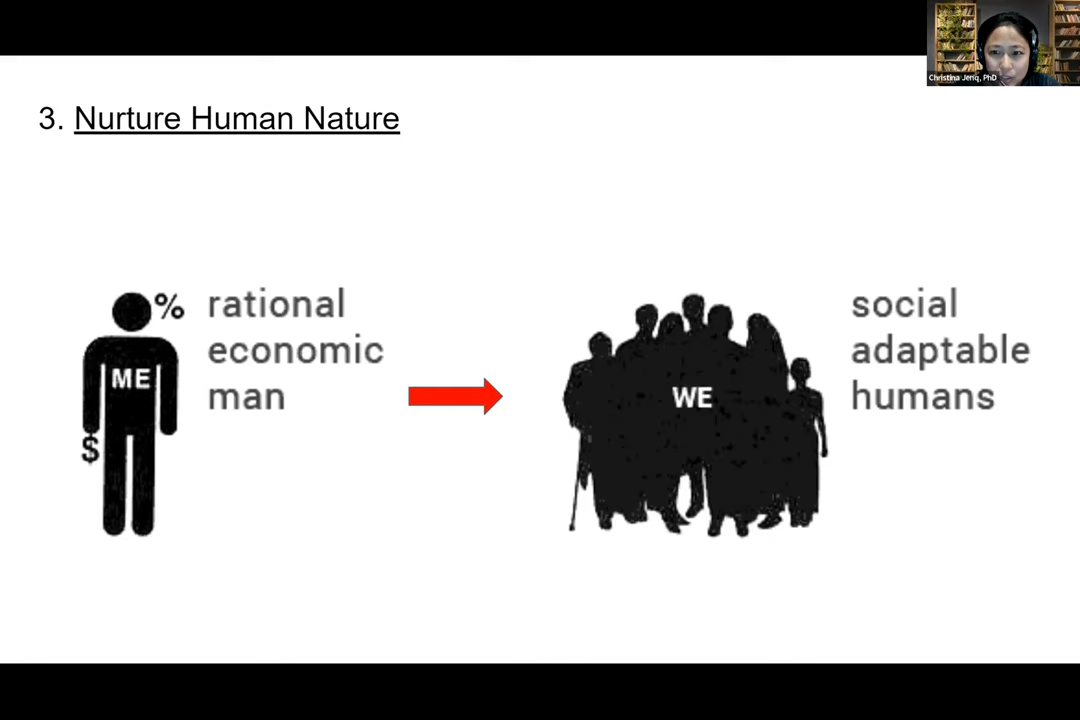 Christina Jenq, PhD
3. Nurture Human Nature
%
rational
economic
man
ME
$
WE
social
adaptable
humans